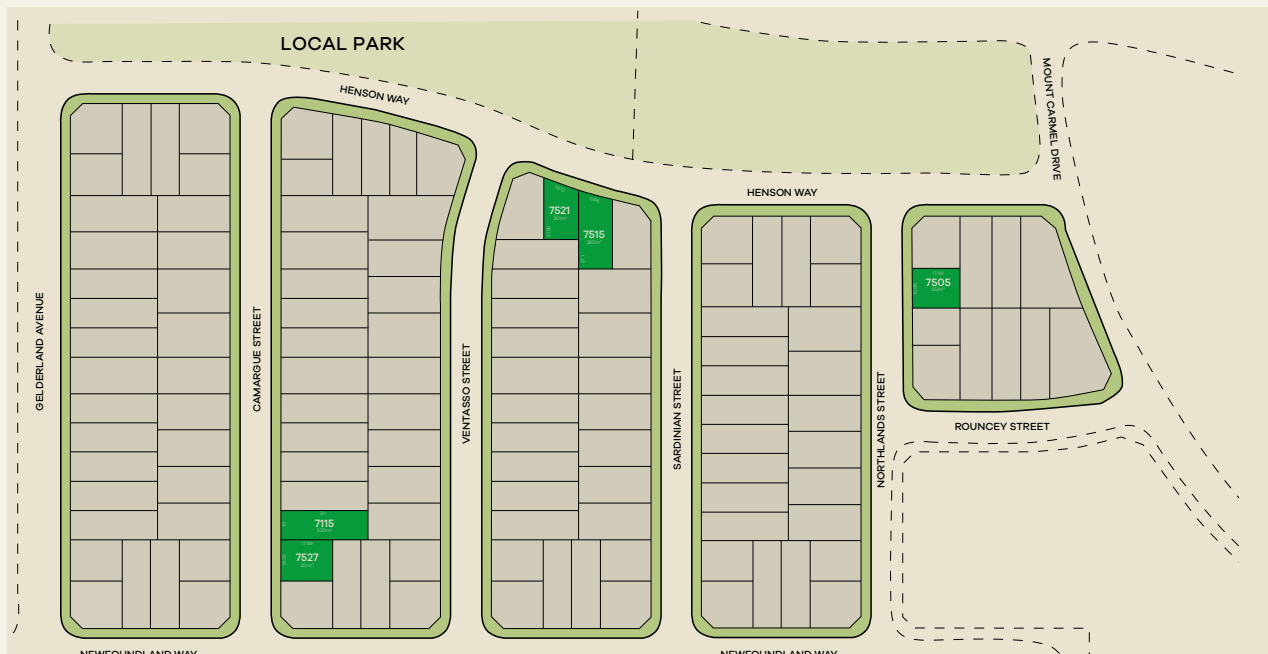 LOCAL PARK
HENSON WAY
MOUNT CARMEL DRIVE
HENSON WAY
7521
7515
7505
GELDERLAND AVENUE
CAMARGUE STREET
VENTASSO STREET
SARDINIAN STREET
NORTHLANDS STREET
ROUNCEY STREET
7115
7527
NEWFOUNDLAND WAY
NEWFOUNDLAND WAY